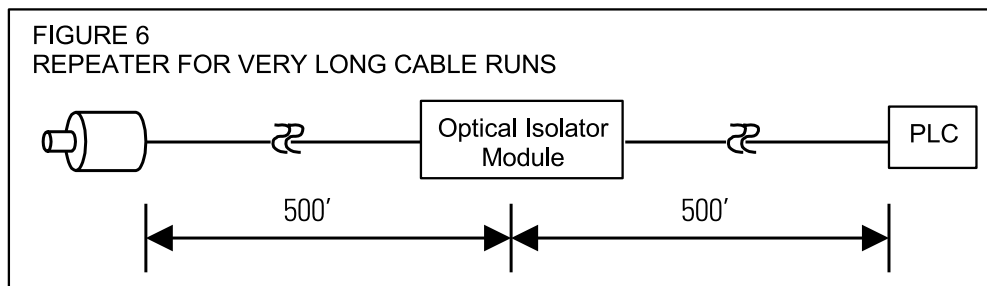 FIGURE 6
REPEATER FOR VERY LONG CABLE RUNS
Optical Isolator
Module
PLC
500′
500′